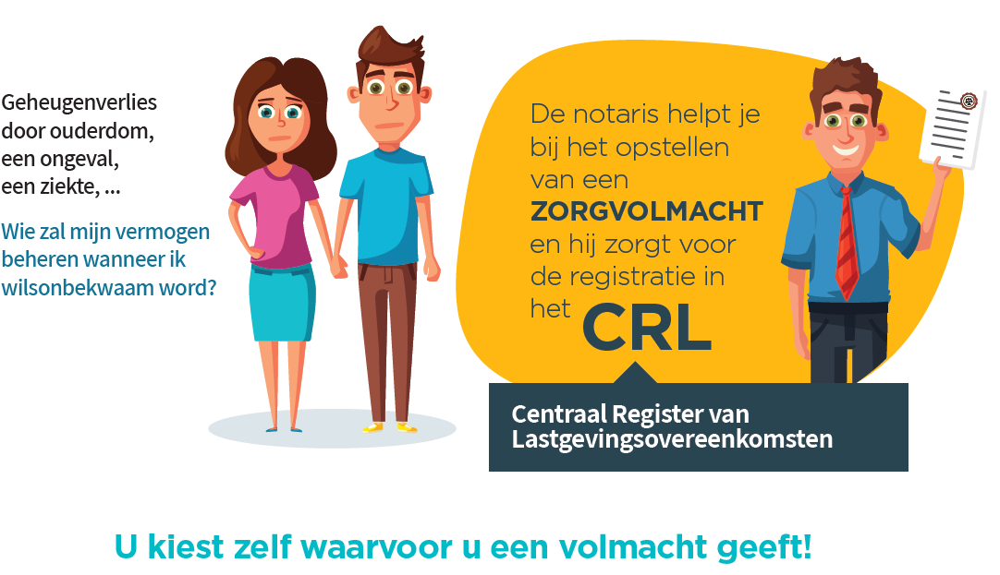 Geheugenverlies
door ouderdom,
een ongeval,
een ziekte, ...
Wie zal mijn vermogen
beheren wanneer ik
wilsonbekwaam word?
De notaris helpt je
bij het opstellen
van een
ZORGVOLMACHT
en hij zorgt voor
de registratie in
het CRL
Centraal Register van
Lastgevingsovereenkomsten
U kiest zelf waarvoor u een volmacht geeft!